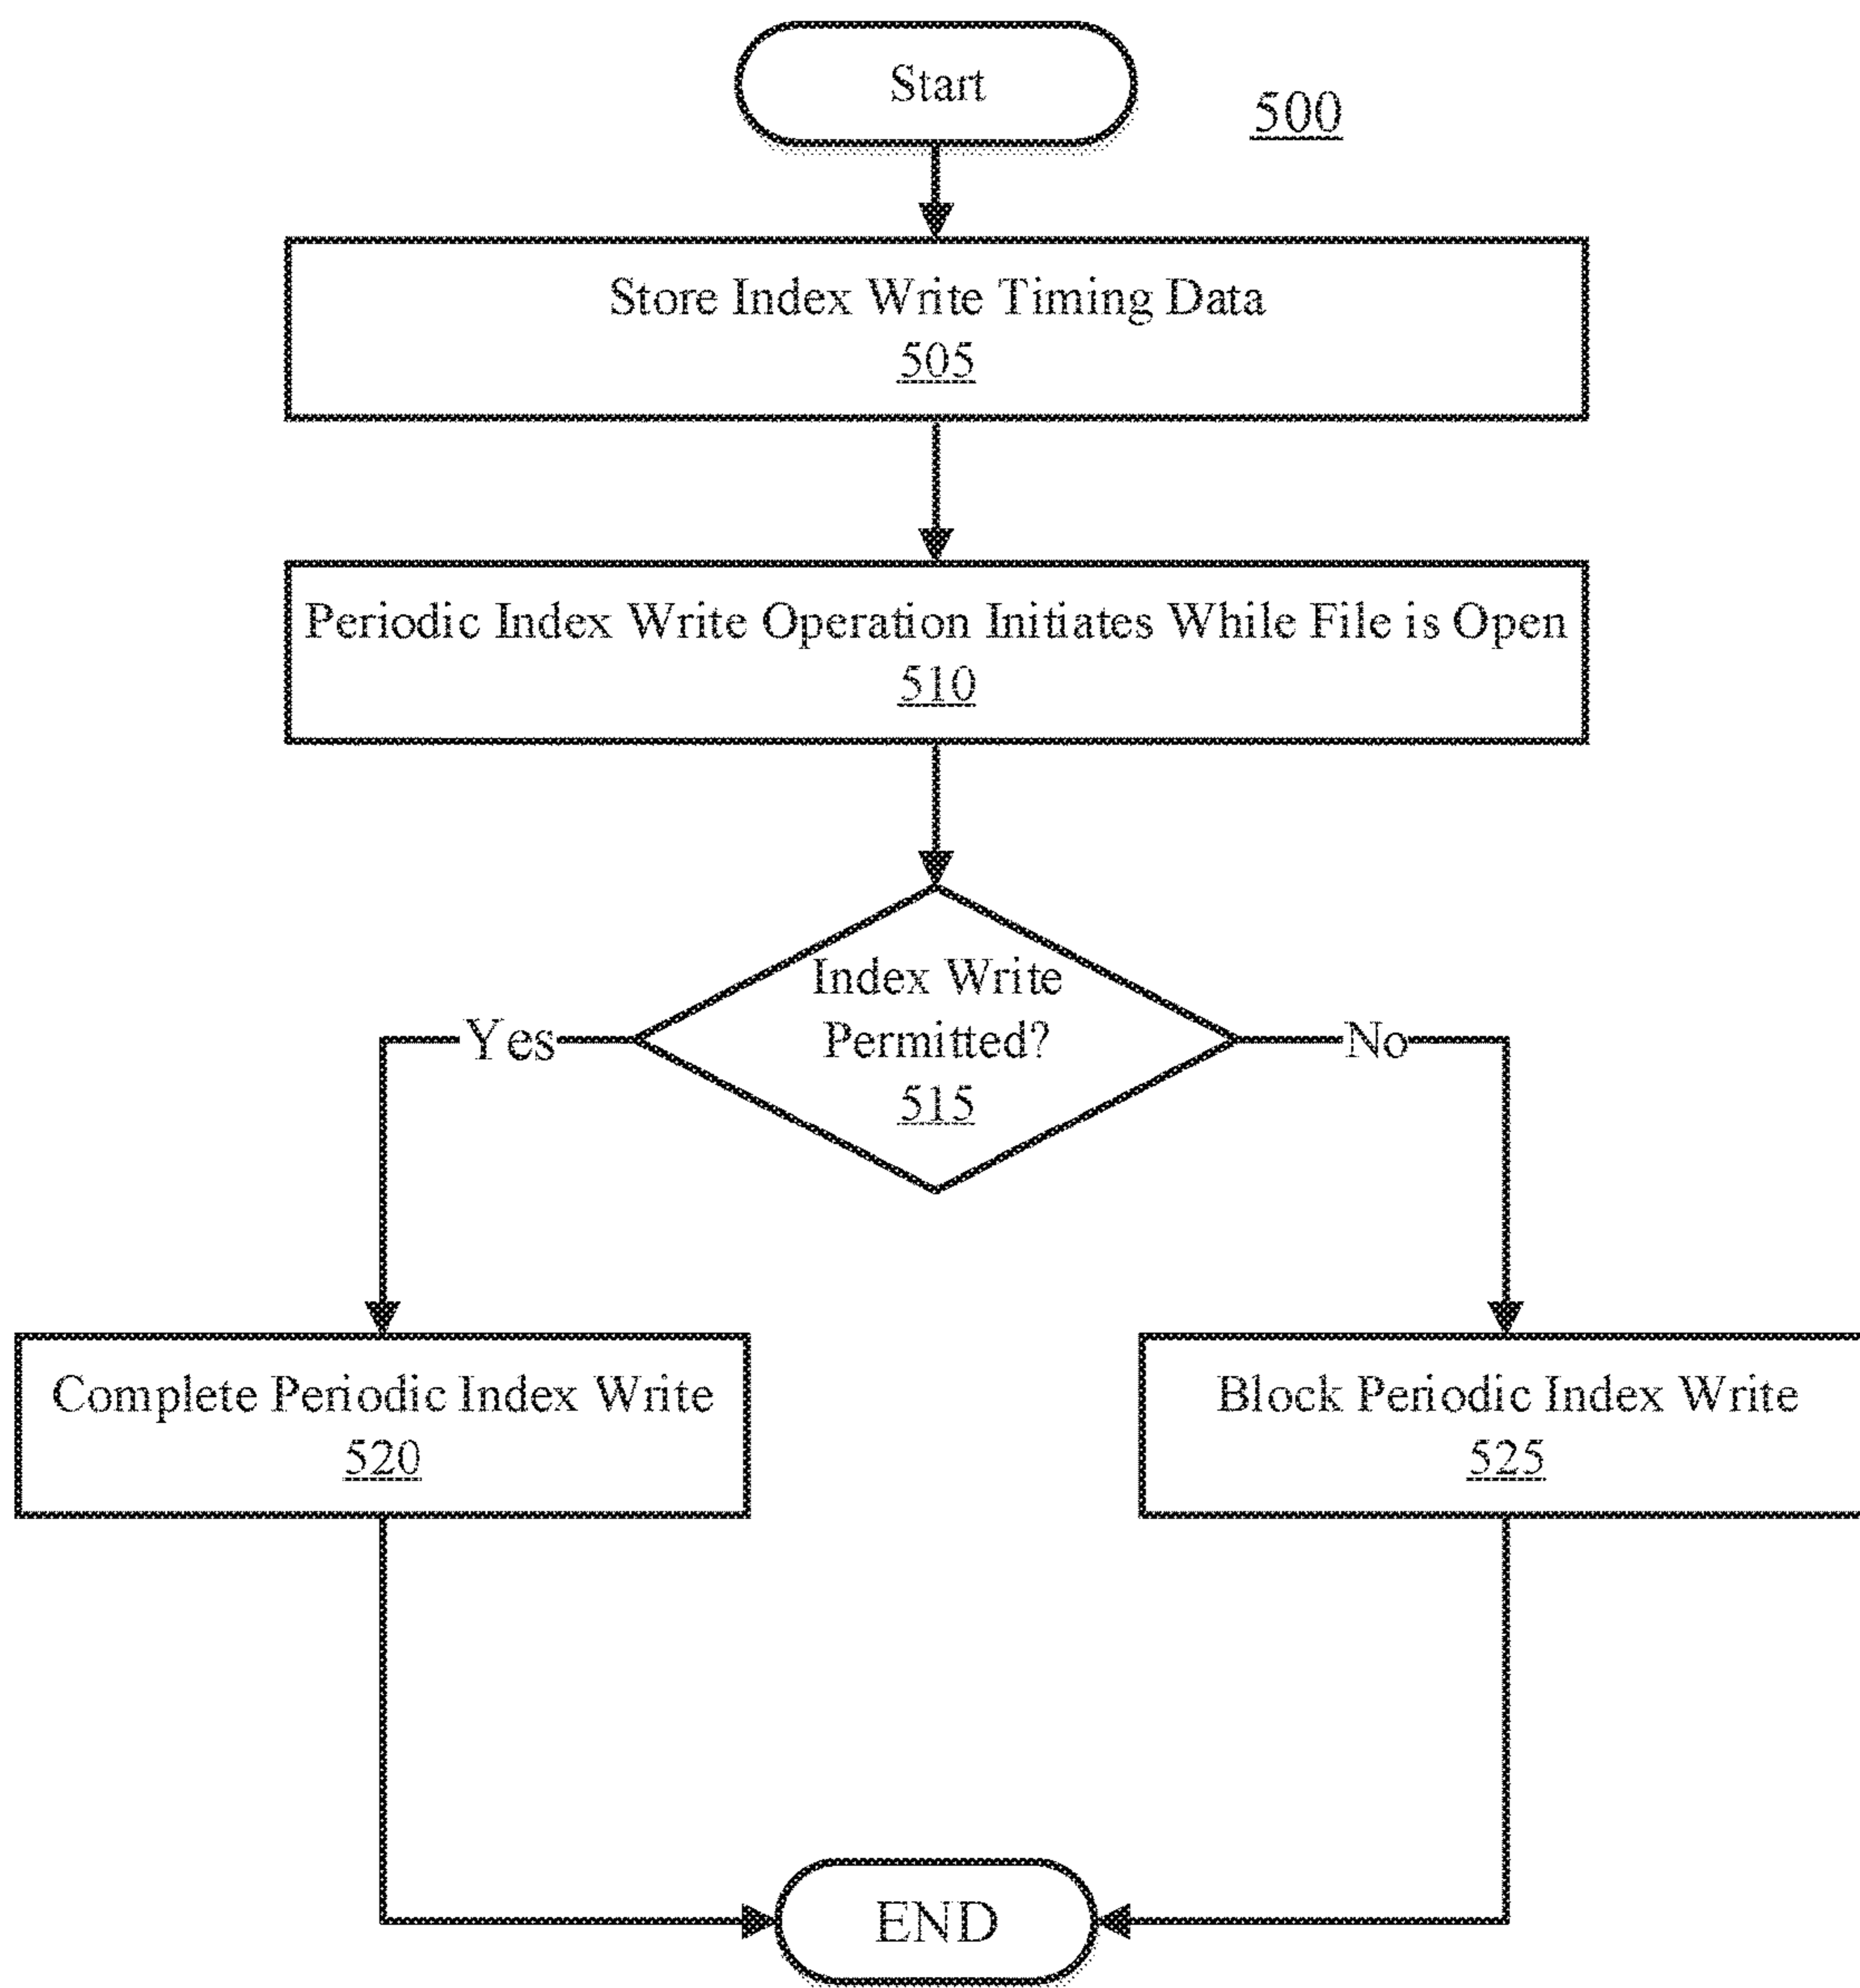 Start
500
Store Index Write Timing Data
505
Periodic Index Write Operation Initiates While File is Open
510
Index Write
Permitted?
515
Yes
No
Complete Periodic Index Write
520
Block Periodic Index Write
525
END